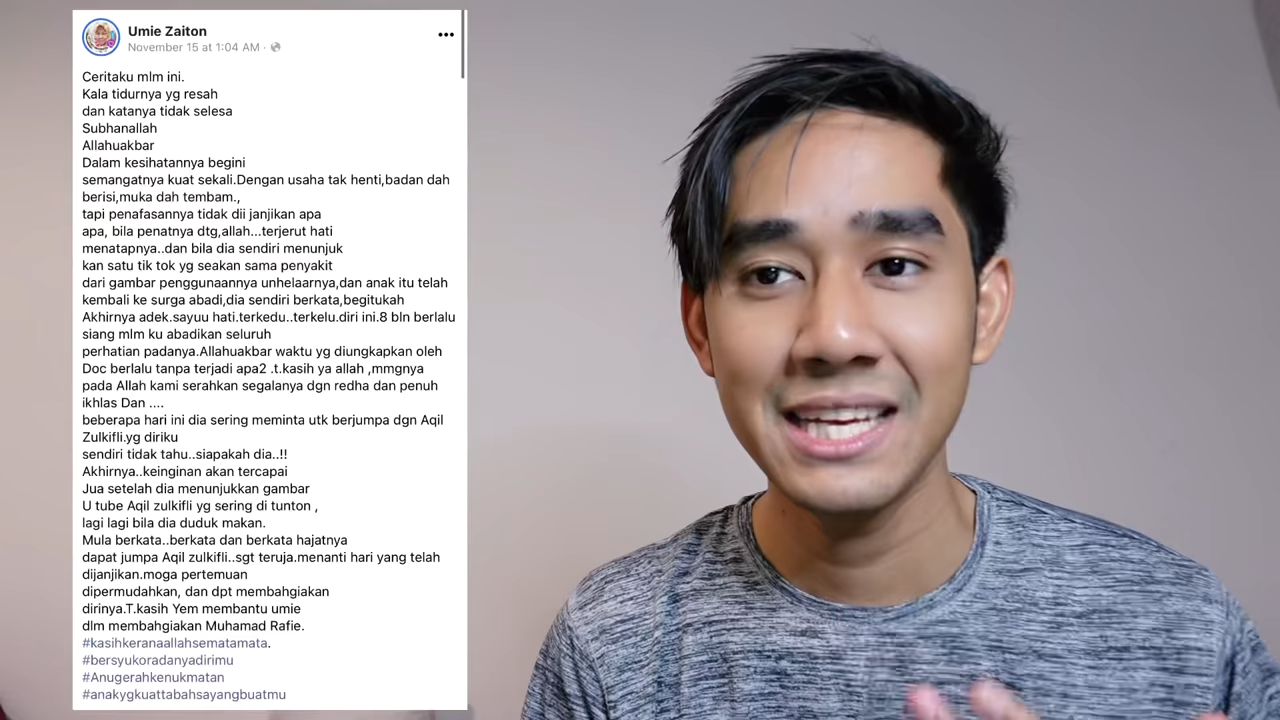 Umie Zaiton
November 15 at 1:04 AM ·
Ceritaku mlm ini.
Kala tidurnya yg resah
dan katanya tidak selesa
Subhanallah
Allahuakbar
Dalam kesihatannya begini
semangatnya kuat sekali.Dengan usaha tak henti,badan dah
berisi,muka dah tembam.,
tapi penafasannya tidak dii janjikan apa
apa, bila penatnya dtg,allah...terjerut hati
menatapnya..dan bila dia sendiri menunjuk
kan satu tik tok yg seakan sama penyakit
dari gambar penggunaannya unhelaarnya,dan anak itu telah
kembali ke surga abadi,dia sendiri berkata,begitukah
Akhirnya adek.sayuu hati.terkedu..terkelu.diri ini.8 bln berlalu
siang mlm ku abadikan seluruh
perhatian padanya.Allahuakbar waktu yg diungkapkan oleh
Doc berlalu tanpa terjadi apa2 .t.kasih ya allah ,mmgnya
pada Allah kami serahkan segalanya dgn redha dan penuh
ikhlas Dan ....
beberapa hari ini dia sering meminta utk berjumpa dgn Aqil
Zulkifli.yg diriku
sendiri tidak tahu..siapakah dia..!!
Akhirnya..keinginan akan tercapai
Jua setelah dia menunjukkan gambar
U tube Aqil zulkifli yg sering di tunton ,
lagi lagi bila dia duduk makan.
Mula berkata..berkata dan berkata hajatnya
dapat jumpa Aqil zulkifli..sgt teruja.menanti hari yang telah
dijanjikan.moga pertemuan
dipermudahkan, dan dpt membahgiakan
dirinya.T.kasih Yem membantu umie
dlm membahgiakan Muhamad Rafie.
#kasihkeranaallahsematamata.
#bersyukoradanyadirimu
#Anugerahkenukmatan
#anakygkuattabahsayangbuatmu